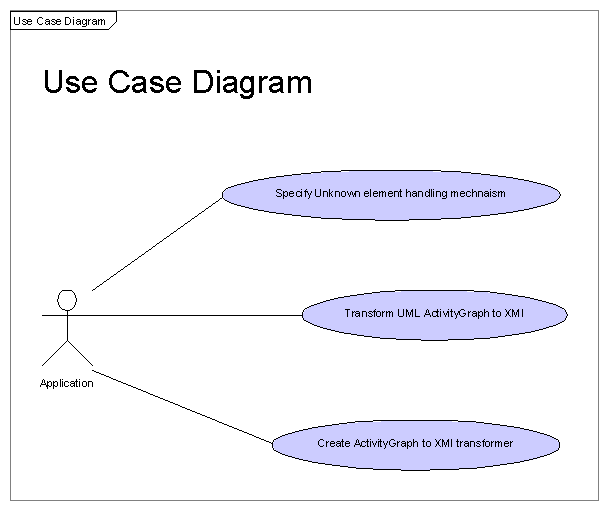 Use Case Diagram
Use Case Diagram
Specify Unknown element handling mechnaism
Transform UML ActivityGraph to XMI
Application
Create ActivityGraph to XMI transformer